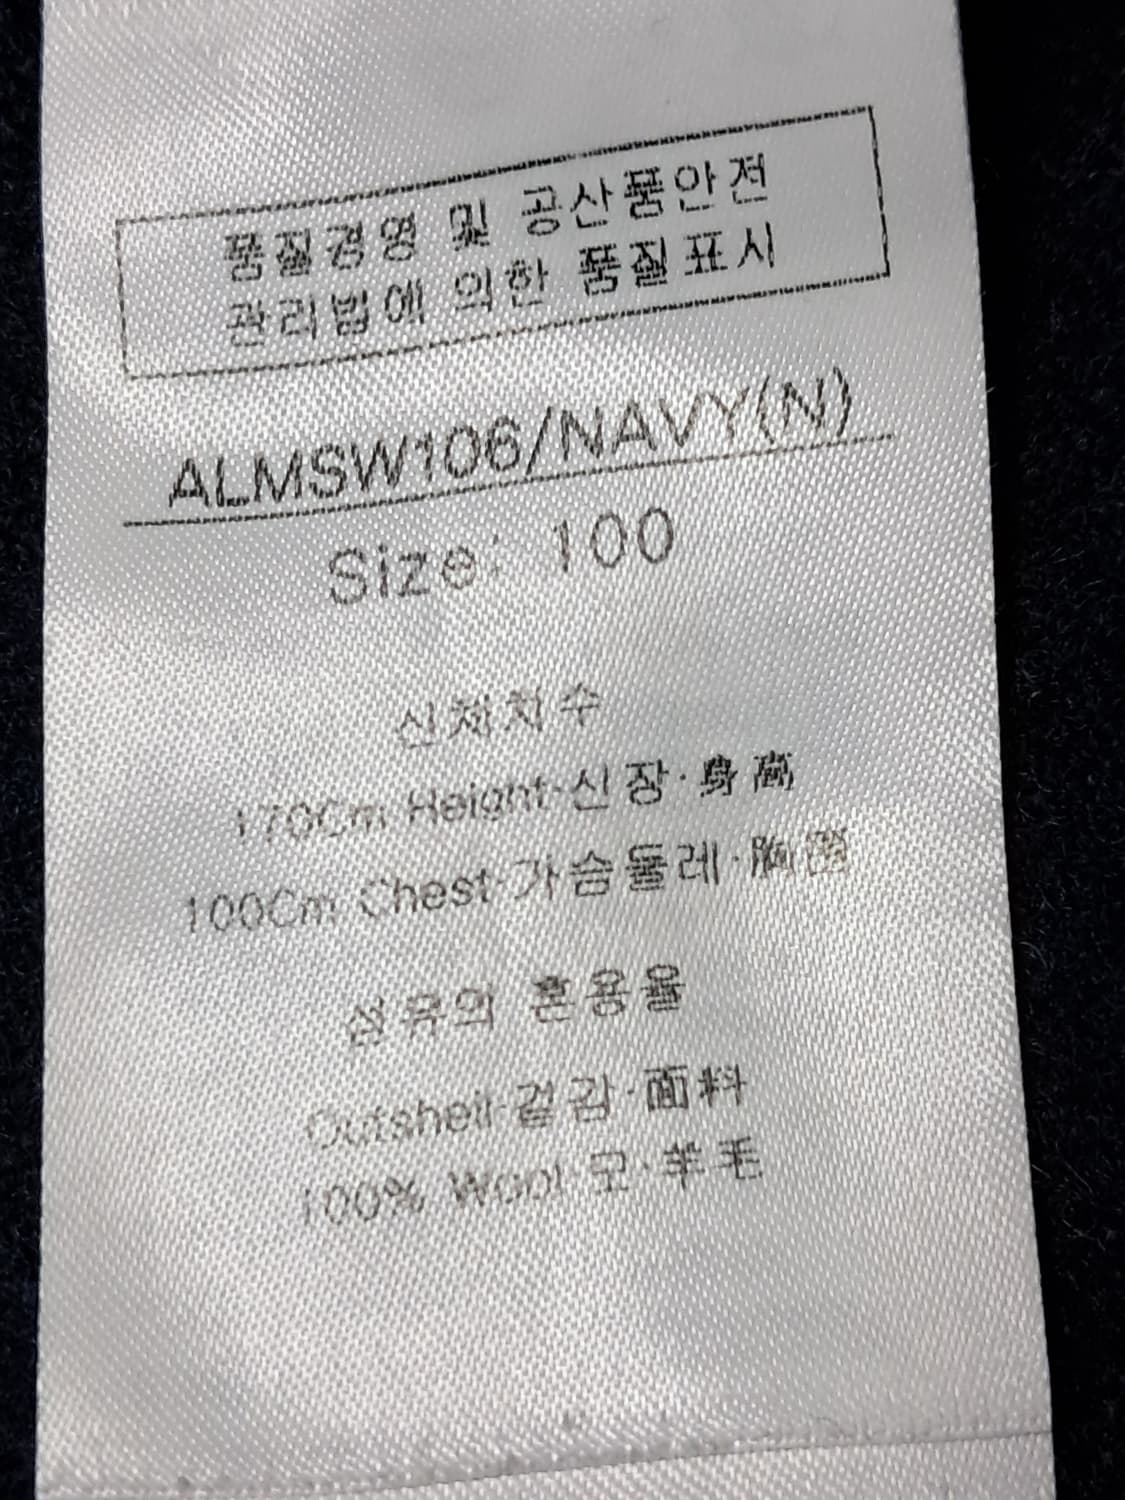 품질경영 및 공산품안전
관리법에 의한 품질표시
ALMSW106/NAVY(N)
Size: 100
신체치수
170Cm Height·신장·身高
100Cm Chest·가슴둘레·胸围
섬유의 혼용율
Outshell·겉감·面料
100% Wool·모·羊毛